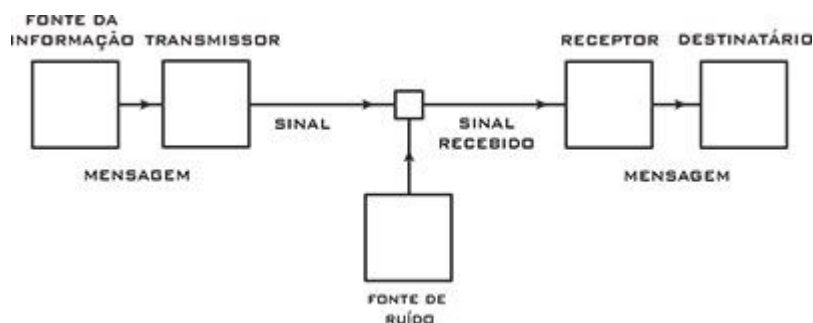 FONTE DA
INFORMAÇÃO TRANSMISSOR
RECEPTOR DESTINATÁRIO
SINAL
SINAL
RECEBIDO
MENSAGEM
MENSAGEM
FONTE DE
RUÍDO